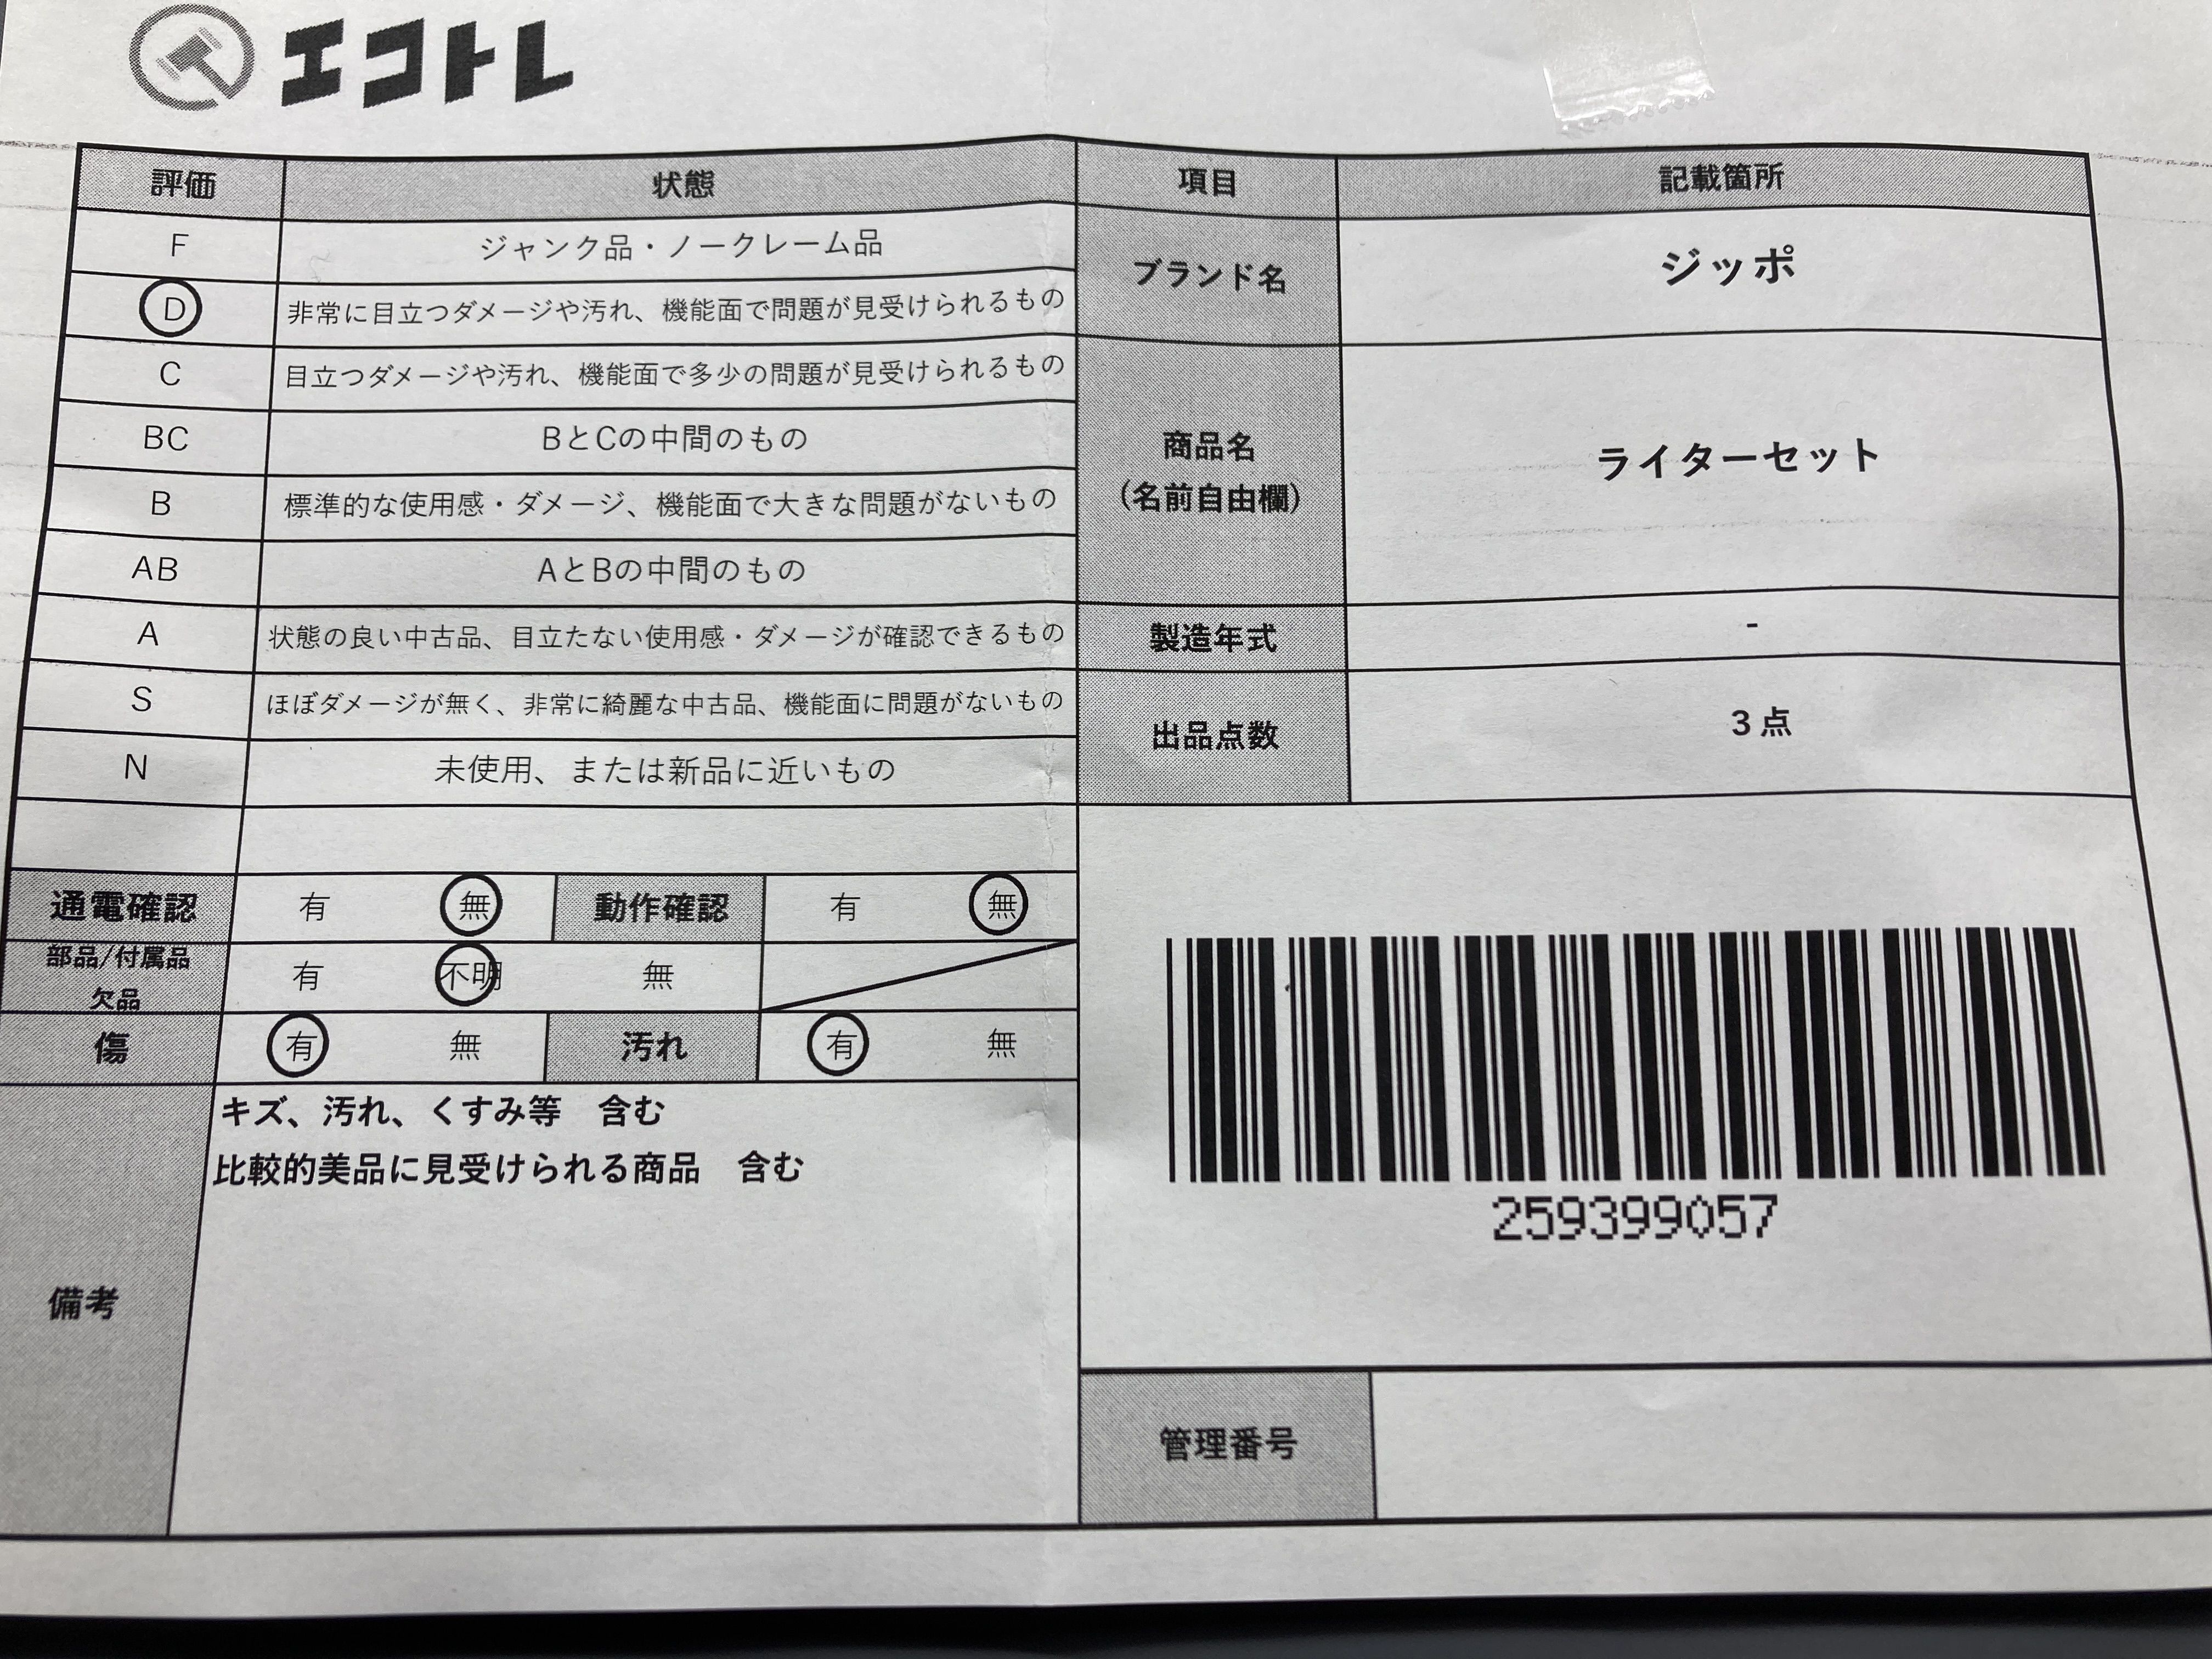 エコトレ
評価 状態
F ジャンク品・ノークレーム品
D 非常に目立つダメージや汚れ、機能面で問題が見受けられるもの
C 目立つダメージや汚れ、機能面で多少の問題が見受けられるもの
BC BとCの中間のもの
B 標準的な使用感・ダメージ、機能面で大きな問題がないもの
AB AとBの中間のもの
A 状態の良い中古品、目立たない使用感・ダメージが確認できるもの
S ほぼダメージが無く、非常に綺麗な中古品、機能面に問題がないもの
N 未使用、または新品に近いもの
通電確認 有 無 動作確認 有 無
部品/付属品
欠品 有 不明 無
傷 有 無 汚れ 有 無
備考
キズ、汚れ、くすみ等　含む
比較的美品に見受けられる商品　含む
項目 記載箇所
ブランド名 ジッポ
商品名
(名前自由欄) ライターセット
製造年式 -
出品点数 3点
259399057
管理番号